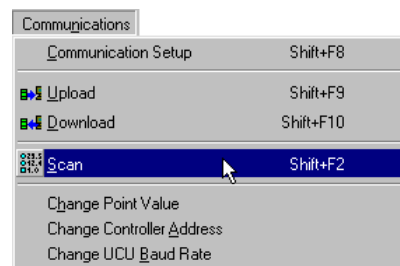 Communications
Communication Setup Shift+F8
Upload Shift+F9
Download Shift+F10
Scan Shift+F2
Change Point Value
Change Controller Address
Change UCU Baud Rate